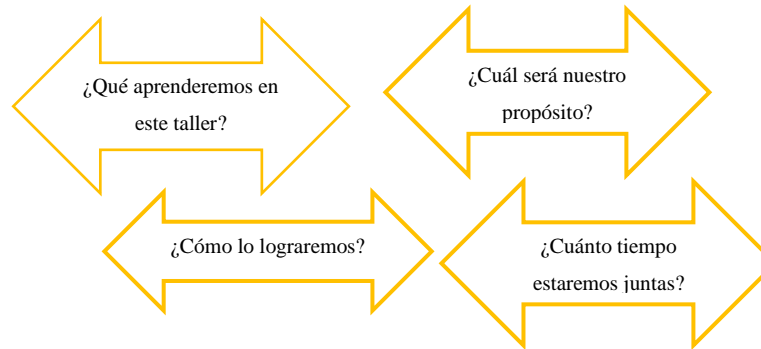 ¿Qué aprenderemos en
este taller?
¿Cuál será nuestro
propósito?
¿Cómo lo lograremos?
¿Cuánto tiempo
estaremos juntas?